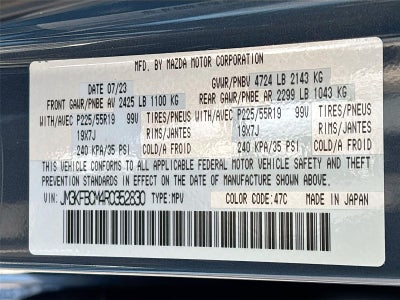 MFD. BY MAZDA MOTOR CORPORATION
DATE 07/23 GVWR/PNBV 4724 LB 2143 KG
FRONT GAWR/PNBE AV 2425 LB 1100 KG REAR GAWR/PNBE AR 2299 LB 1043 KG
WITH/AVEC P225/55R19 99V TIRES/PNEUS WITH/AVEC P225/55R19 99V TIRES/PNEUS
19X7J RIMS/JANTES 19X7J RIMS/JANTES
240 KPA/35 PSI COLD/A FROID 240 KPA/35 PSI COLD/A FROID
THIS VEHICLE CONFORMS TO ALL APPLICABLE FEDERAL MOTOR VEHICLE SAFETY AND THEFT
PREVENTION STANDARDS IN EFFECT ON THE DATE OF MANUFACTURE SHOWN ABOVE.
VIN: JM3KFBCM4R0352830 TYPE:MPV COLOR CODE: 47C MADE IN JAPAN